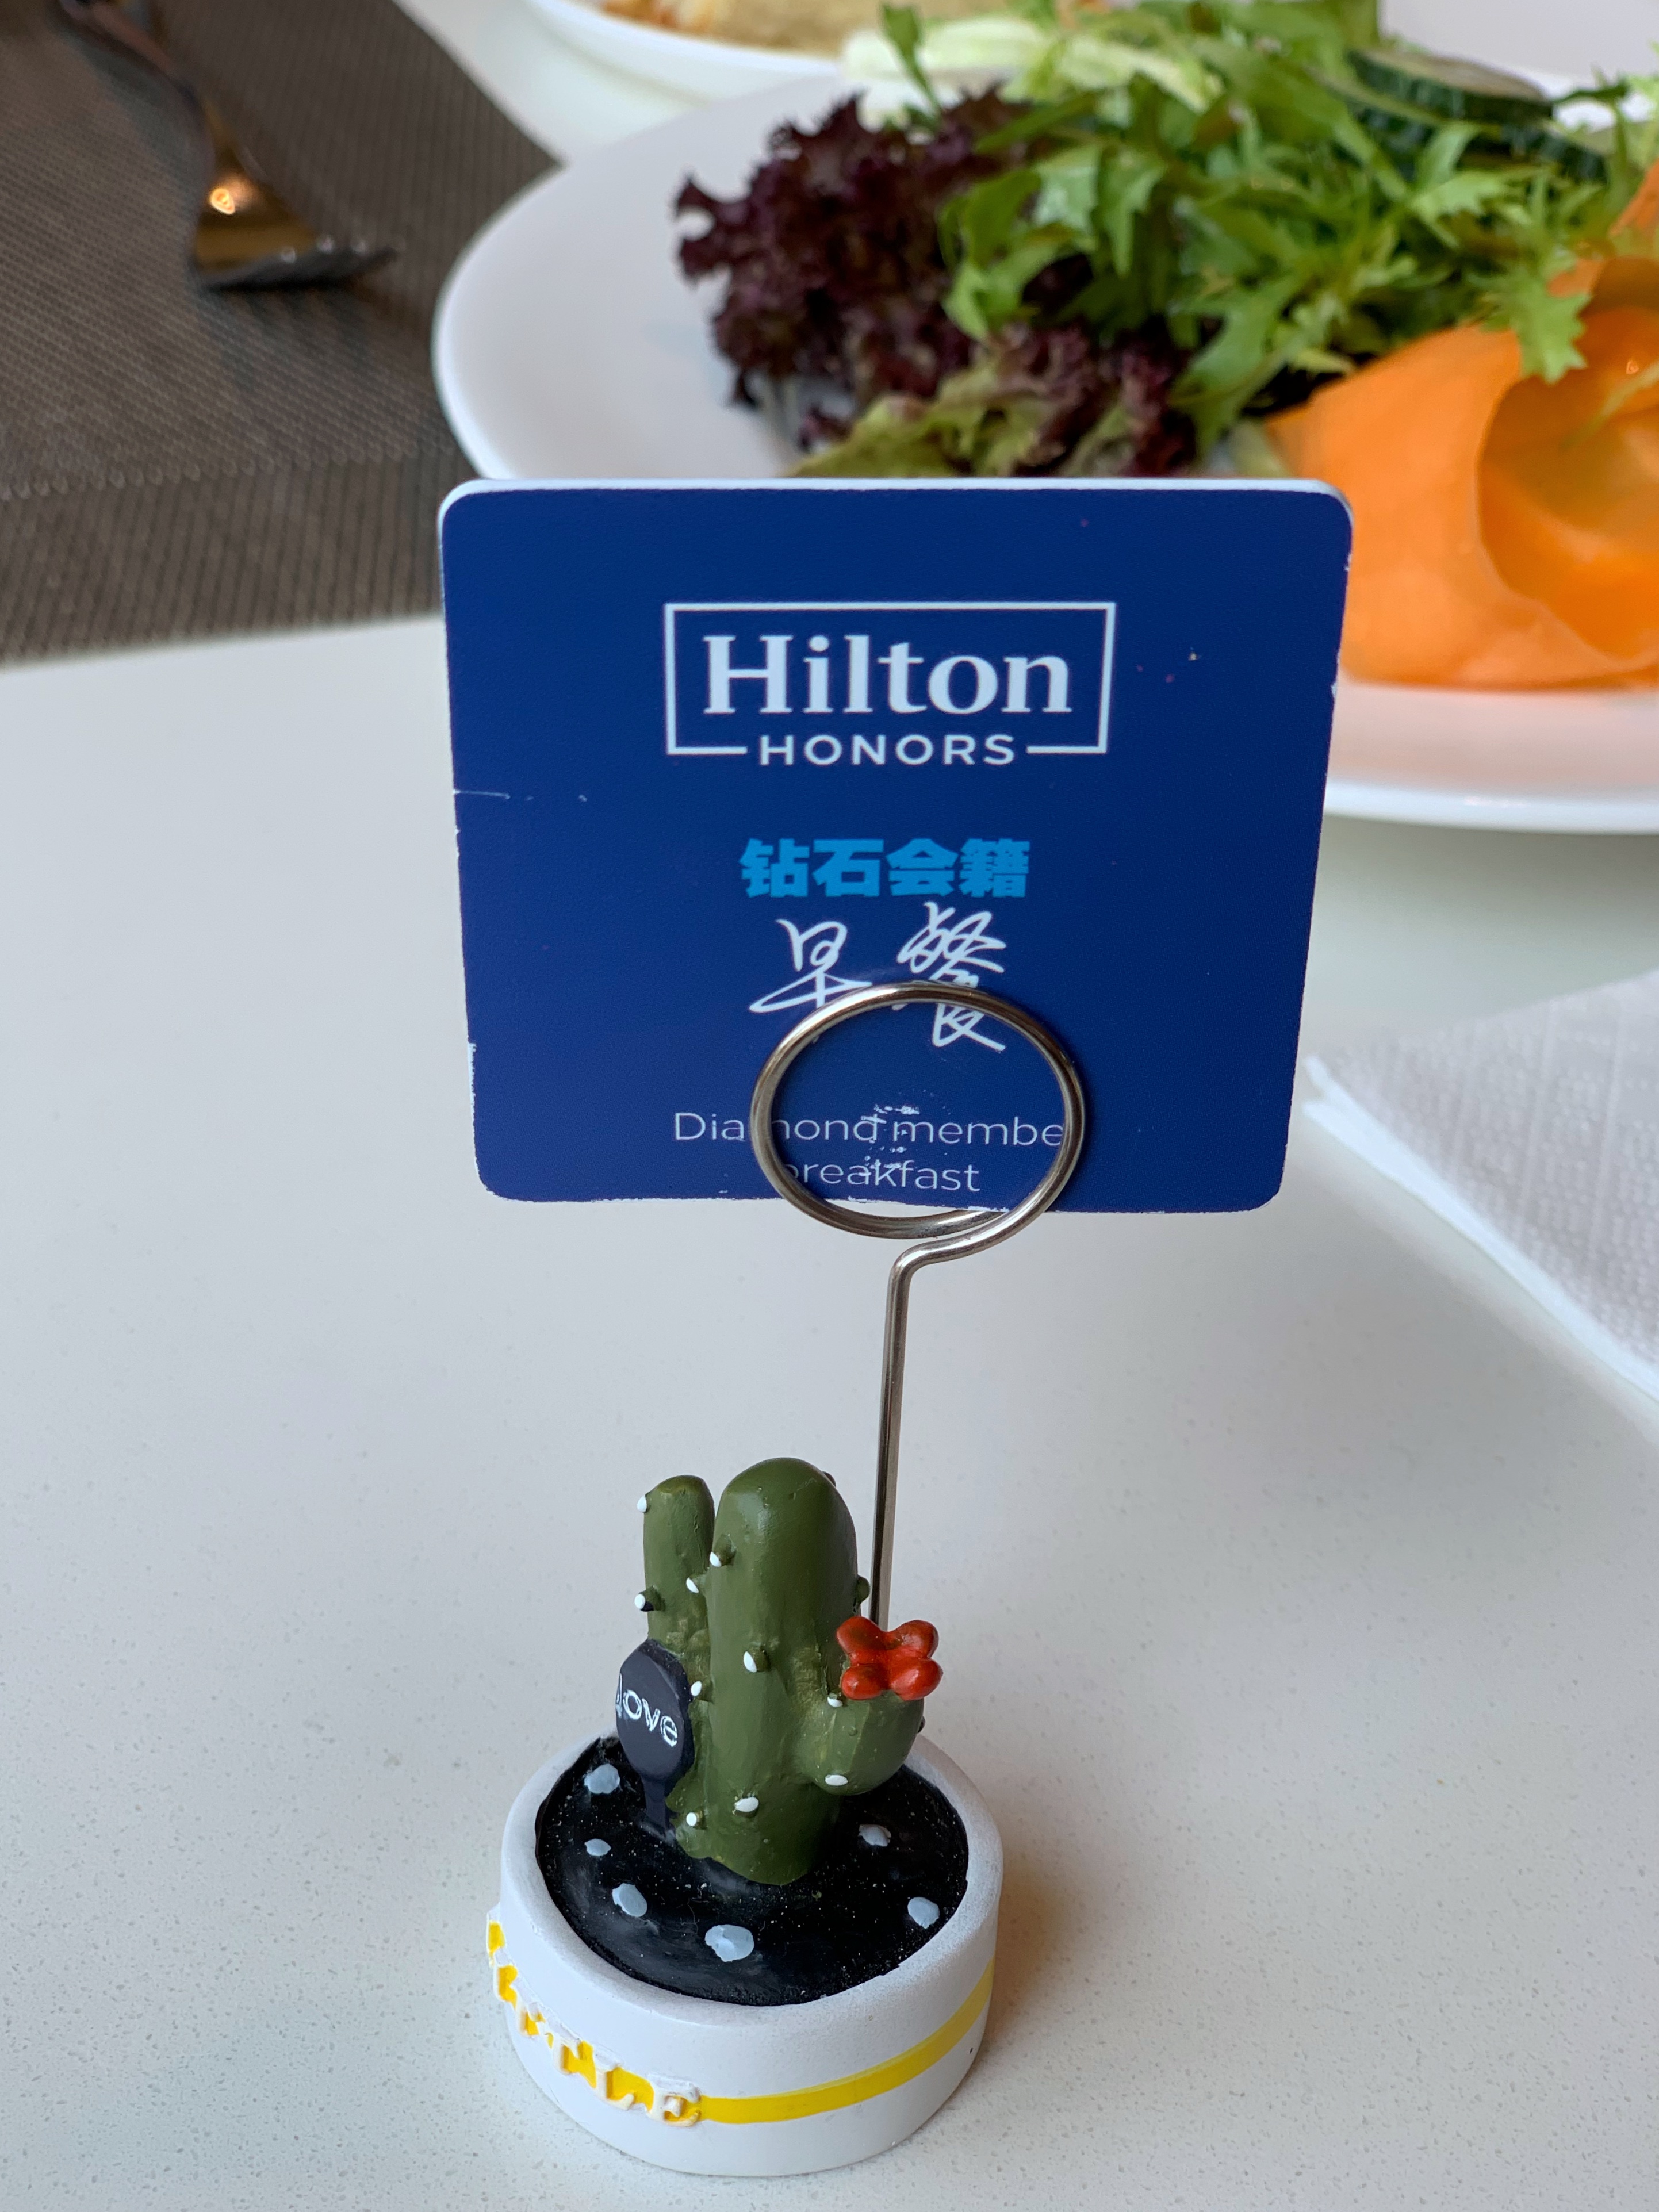 Hilton
HONORS
钻石会籍
早餐
Diamond membe
breakfast
love